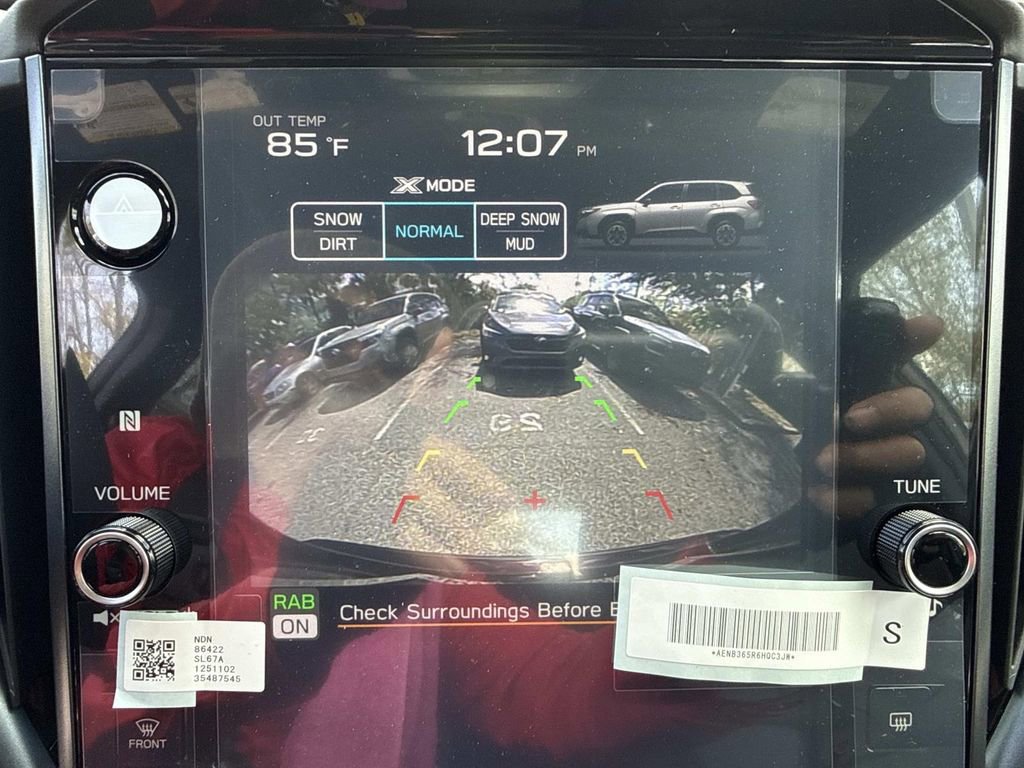 OUT TEMP
85 °F
12:07 PM
X MODE
SNOW
DIRT
NORMAL
DEEP SNOW
MUD
N
VOLUME
TUNE
RAB
ON
Check Surroundings Before
NDN
86422
SL67A
1251102
35487545
*AENB365R6HQC3JW*
S
FRONT